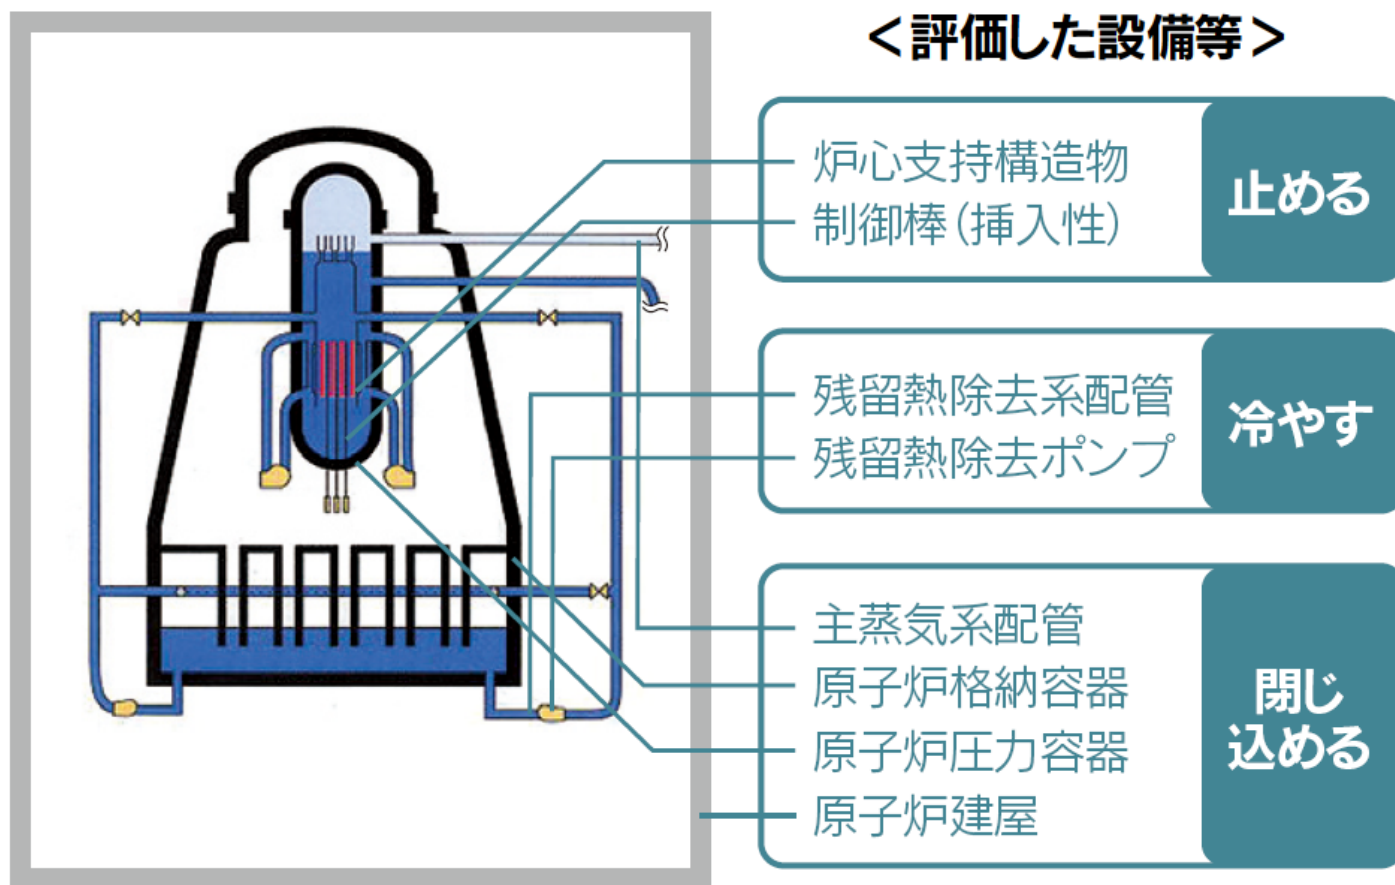 ＜評価した設備等＞
炉心支持構造物
制御棒（挿入性）
止める
残留熱除去系配管
残留熱除去ポンプ
冷やす
主蒸気系配管
原子炉格納容器
原子炉圧力容器
原子炉建屋
閉じ
込める